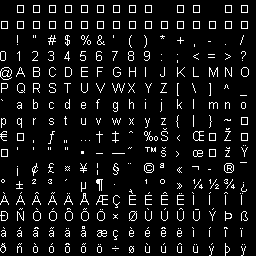 ! " # $ % & ' ( ) * + , - . /
0 1 2 3 4 5 6 7 8 9 : ; < = > ?
@ A B C D E F G H I J K L M N O
P Q R S T U V W X Y Z [ \ ] ^ _
` a b c d e f g h i j k l m n o
p q r s t u v w x y z { | } ~ □
€ □ ‚ ƒ „ … † ‡ ˆ ‰ Š ‹ Œ □ Ž □
□ ‘ ’ “ ” • – — ˜ ™ š › œ □ ž Ÿ
¡ ¢ £ ¤ ¥ ¦ § ¨ © ª « ¬ - ® ¯
° ± ² ³ ´ µ ¶ · ¸ ¹ º » ¼ ½ ¾ ¿
À Á Â Ã Ä Å Æ Ç È É Ê Ë Ì Í Î Ï
Ð Ñ Ò Ó Ô Õ Ö × Ø Ù Ú Û Ü Ý Þ ß
à á â ã ä å æ ç è é ê ë ì í î ï
ð ñ ò ó ô õ ö ÷ ø ù ú û ü ý þ ÿ